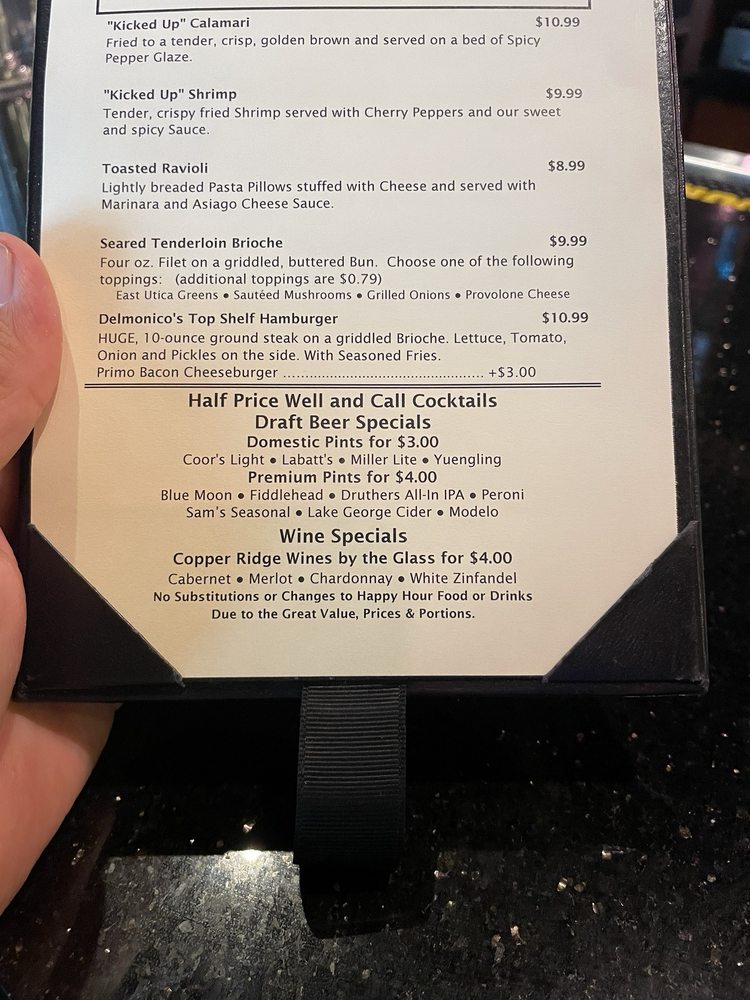 "Kicked Up" Calamari $10.99
Fried to a tender, crisp, golden brown and served on a bed of Spicy
Pepper Glaze.
"Kicked Up" Shrimp $9.99
Tender, crispy fried Shrimp served with Cherry Peppers and our sweet
and spicy Sauce.
Toasted Ravioli $8.99
Lightly breaded Pasta Pillows stuffed with Cheese and served with
Marinara and Asiago Cheese Sauce.
Seared Tenderloin Brioche $9.99
Four oz. Filet on a griddled, buttered Bun. Choose one of the following
toppings: (additional toppings are $0.79)
East Utica Greens • Sautéed Mushrooms • Grilled Onions • Provolone Cheese
Delmonico's Top Shelf Hamburger $10.99
HUGE, 10-ounce ground steak on a griddled Brioche. Lettuce, Tomato,
Onion and Pickles on the side. With Seasoned Fries.
Primo Bacon Cheeseburger ................................................ +$3.00
Half Price Well and Call Cocktails
Draft Beer Specials
Domestic Pints for $3.00
Coor's Light • Labatt's • Miller Lite • Yuengling
Premium Pints for $4.00
Blue Moon • Fiddlehead • Druthers All-In IPA • Peroni
Sam's Seasonal • Lake George Cider • Modelo
Wine Specials
Copper Ridge Wines by the Glass for $4.00
Cabernet • Merlot • Chardonnay • White Zinfandel
No Substitutions or Changes to Happy Hour Food or Drinks
Due to the Great Value, Prices & Portions.